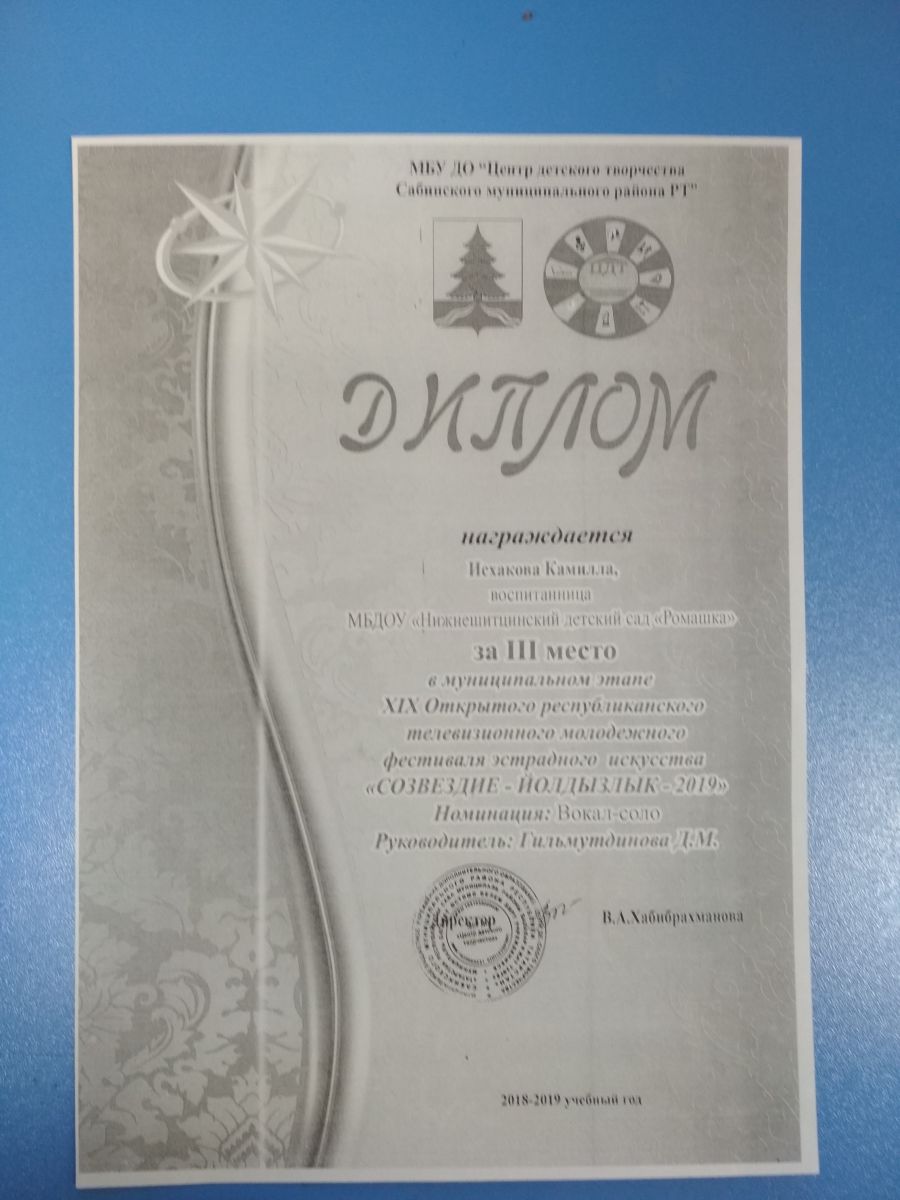 МБУ ДО "Центр детского творчества
Сабинского муниципального района РТ"
ЦДТ
ДИПЛОМ
награждается
Исхакова Камилла,
воспитанница
МБДОУ «Нижнешитцинский детский сад «Ромашка»
за III место
в муниципальном этапе
XIX Открытого республиканского
телевизионного молодежного
фестиваля эстрадного искусства
«СОЗВЕЗДИЕ - ЙОЛДЫЗЛЫК - 2019»
Номинация: Вокал-соло
Руководитель: Гильмутдинова Д.М.
Директор В.А.Хабибрахманова
2018-2019 учебный год